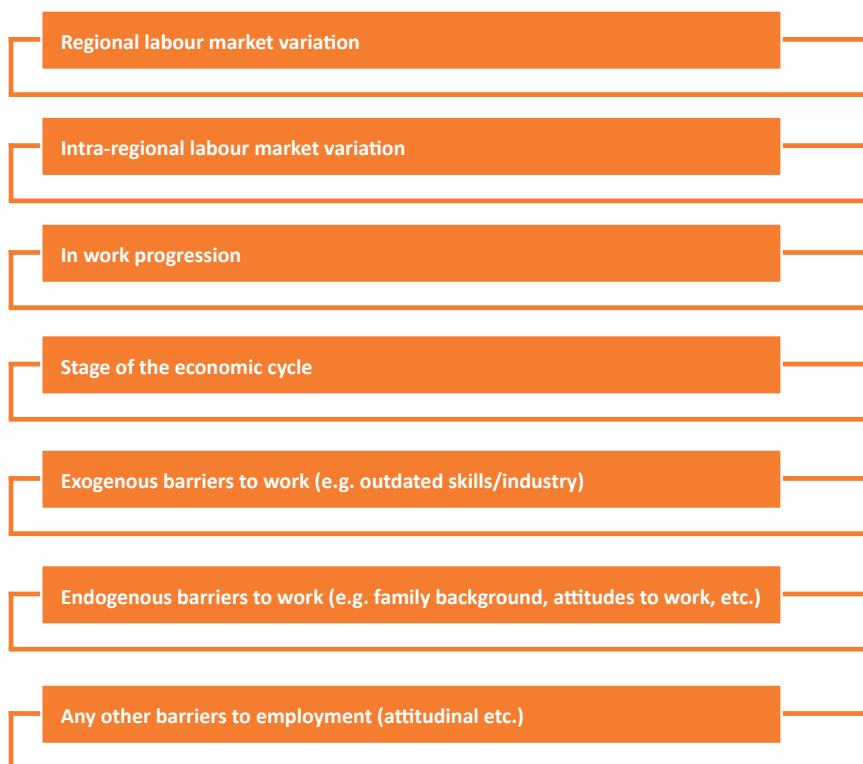 Regional labour market variation
Intra-regional labour market variation
In work progression
Stage of the economic cycle
Exogenous barriers to work (e.g. outdated skills/industry)
Endogenous barriers to work (e.g. family background, attitudes to work, etc.)
Any other barriers to employment (attitudinal etc.)